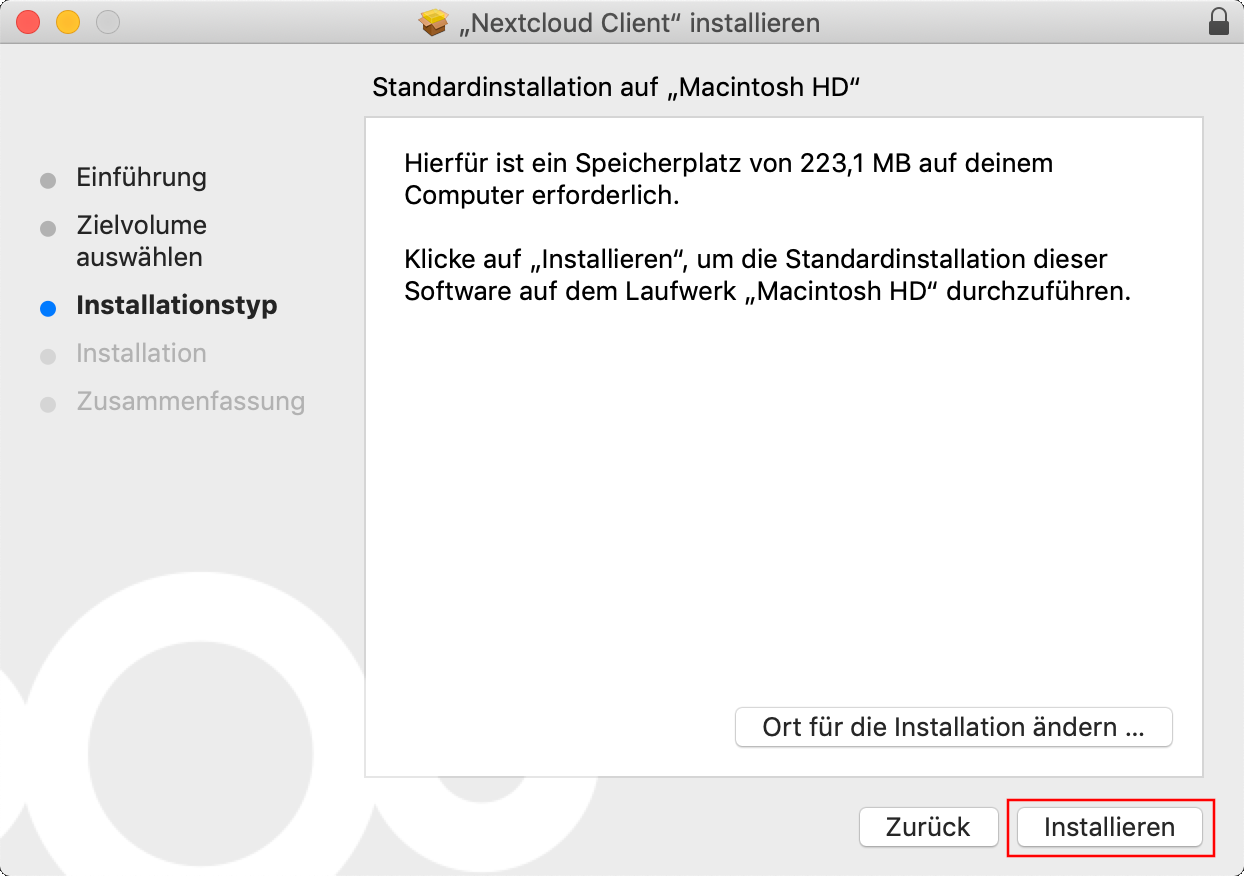 „Nextcloud Client“ installieren
Standardinstallation auf „Macintosh HD“
Einführung
Zielvolume
auswählen
Installationstyp
Installation
Zusammenfassung
Hierfür ist ein Speicherplatz von 223,1 MB auf deinem
Computer erforderlich.
Klicke auf „Installieren“, um die Standardinstallation dieser
Software auf dem Laufwerk „Macintosh HD“ durchzuführen.
Ort für die Installation ändern ...
Zurück
Installieren